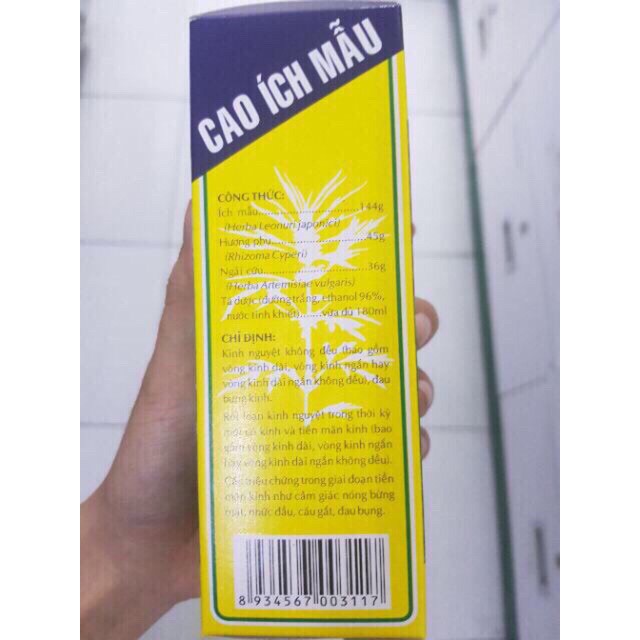 CAO ÍCH MẪU
CÔNG THỨC:
Ích mẫu..................144g
(Herba Leonuri japonici)
Hương phụ..................45g
(Rhizoma Cyperi)
Ngải cứu..................36g
(Herba Artemisiae vulgaris)
Tá dược (đường trắng, ethanol 96%,
nước tinh khiết).......vừa đủ 180ml
CHỈ ĐỊNH:
Kinh nguyệt không đều (bao gồm
vòng kinh dài, vòng kinh ngắn hay
vòng kinh dài ngắn không đều), đau
bụng kinh.
Rối loạn kinh nguyệt trong thời kỳ
mới có kinh và tiền mãn kinh (bao
gồm vòng kinh dài, vòng kinh ngắn
hay vòng kinh dài ngắn không đều).
Các triệu chứng trong giai đoạn tiền
mãn kinh như cảm giác nóng bừng
mặt, nhức đầu, cáu gắt, đau bụng.
8 934567 003117